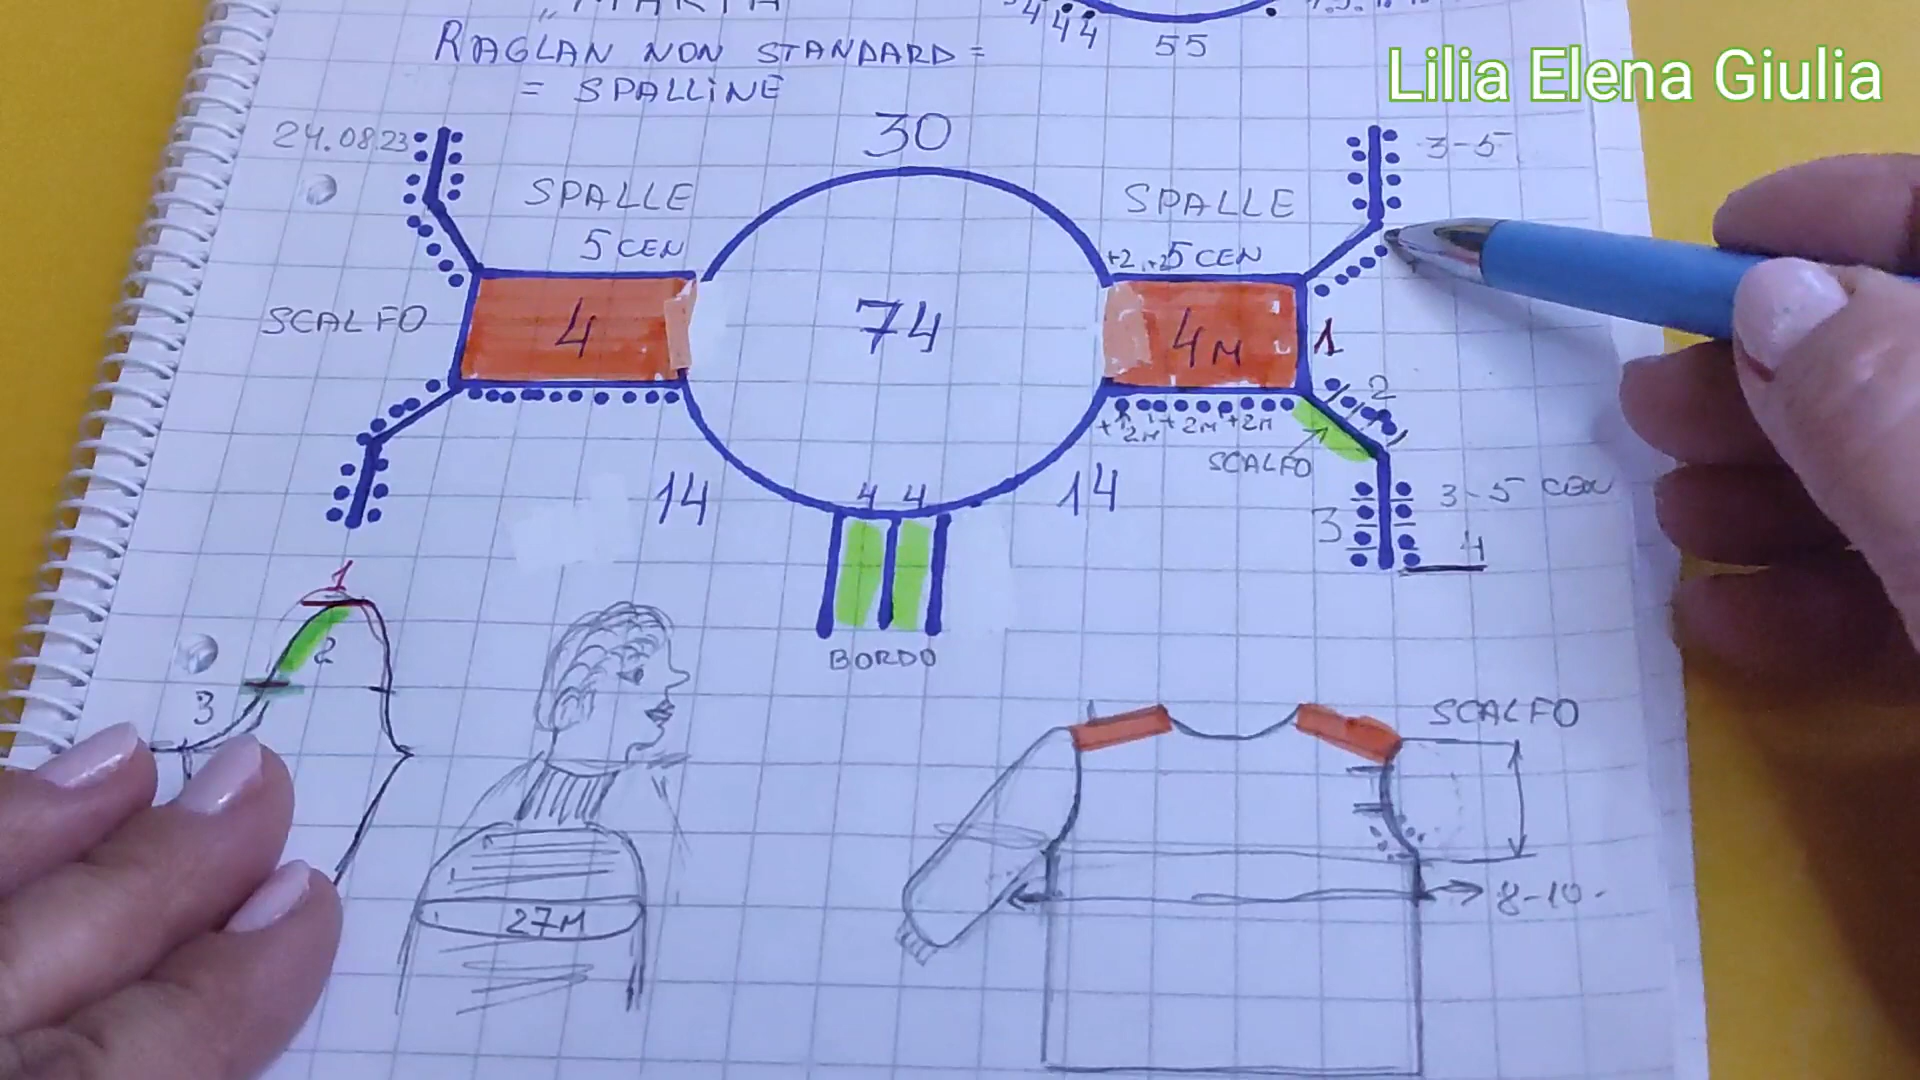 „MARIA
444
55
RAGLAN NON STANDARD =
= SPALLINE
Lilia Elena Giulia
24.08.23
30
3-5
SPALLE
5 CEN
SPALLE
+2 +2 5 CEN
SCALFO
4
74
4M
1
2
+2M +2M +2M
SCALFO
14
4 4
14
3
3-5 CEN
4
BORDO
1
2
3
SCALFO
27M
8-10.